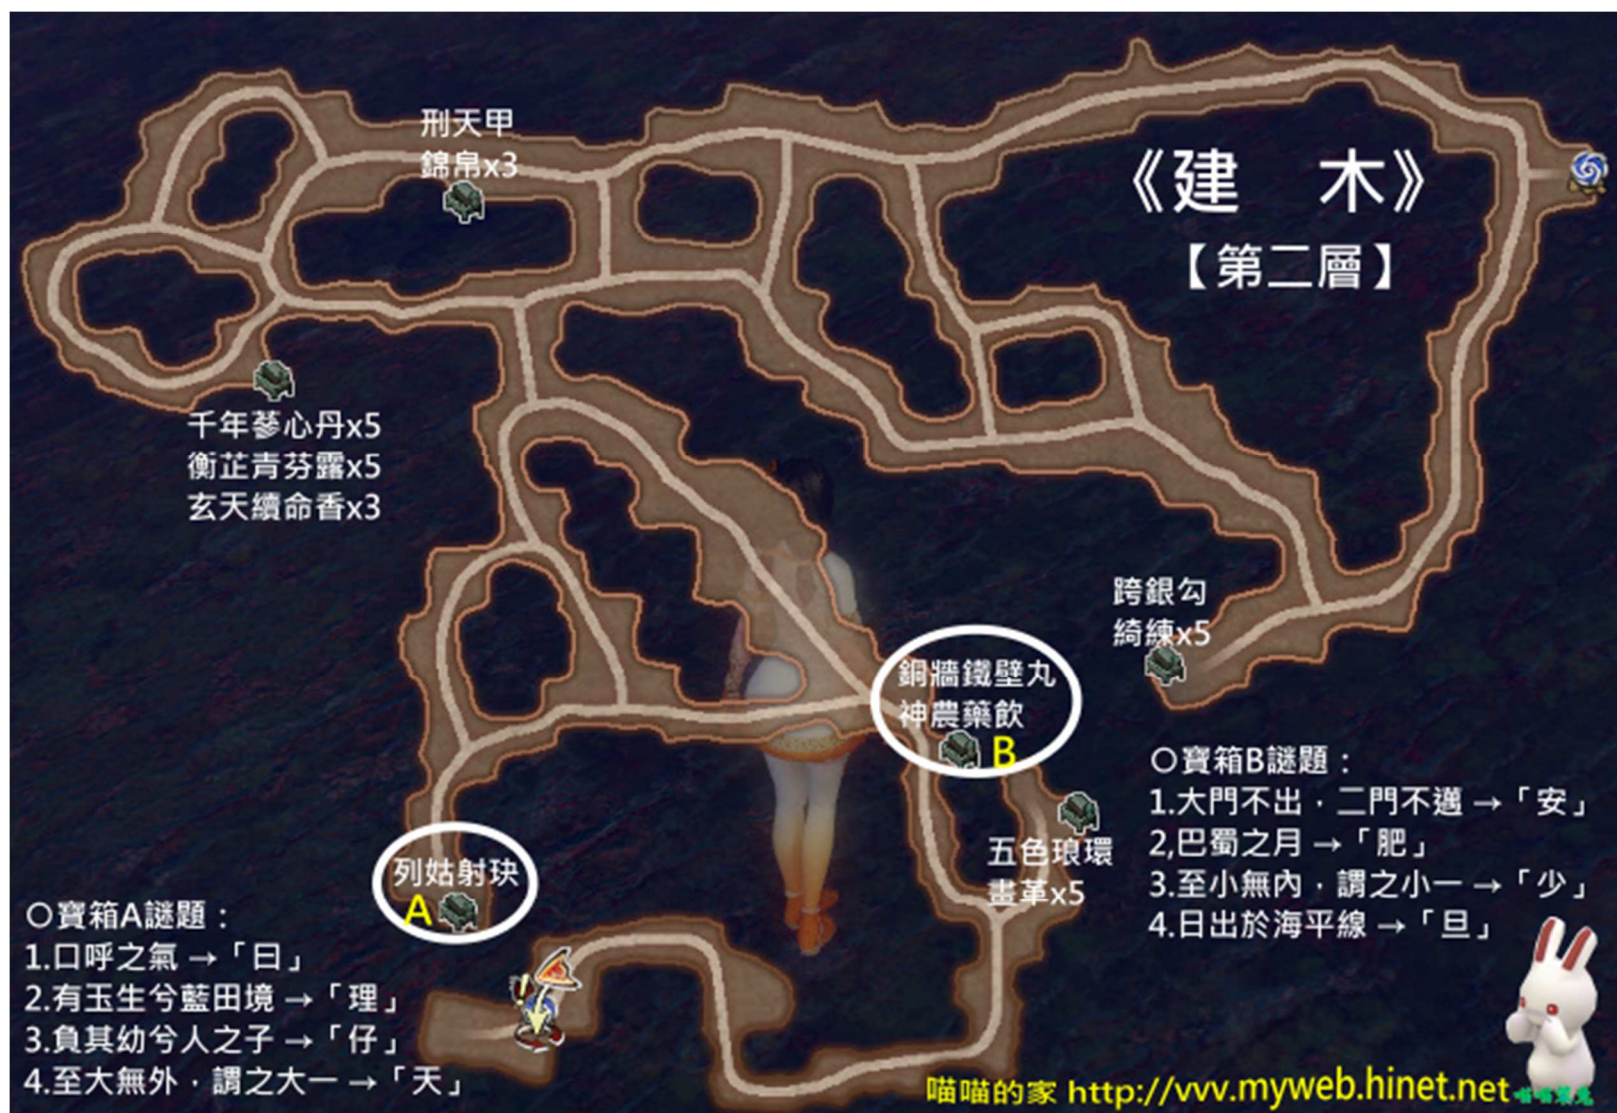 刑天甲
錦帛x3
《建　木》
【第二層】
千年蔘心丹x5
衡芷青芬露x5
玄天續命香x3
跨銀勾
綺練x5
銅牆鐵壁丸
神農藥飲
B
五色琅環
畫革x5
列姑射玦
A
○寶箱A謎題：
1.口呼之氣→「曰」
2.有玉生兮藍田境→「理」
3.負其幼兮人之子→「仔」
4.至大無外，謂之大一→「天」
○寶箱B謎題：
1.大門不出，二門不邁→「安」
2,巴蜀之月→「肥」
3.至小無內，謂之小一→「少」
4.日出於海平線→「旦」
喵喵的家 http://vvv.myweb.hinet.net